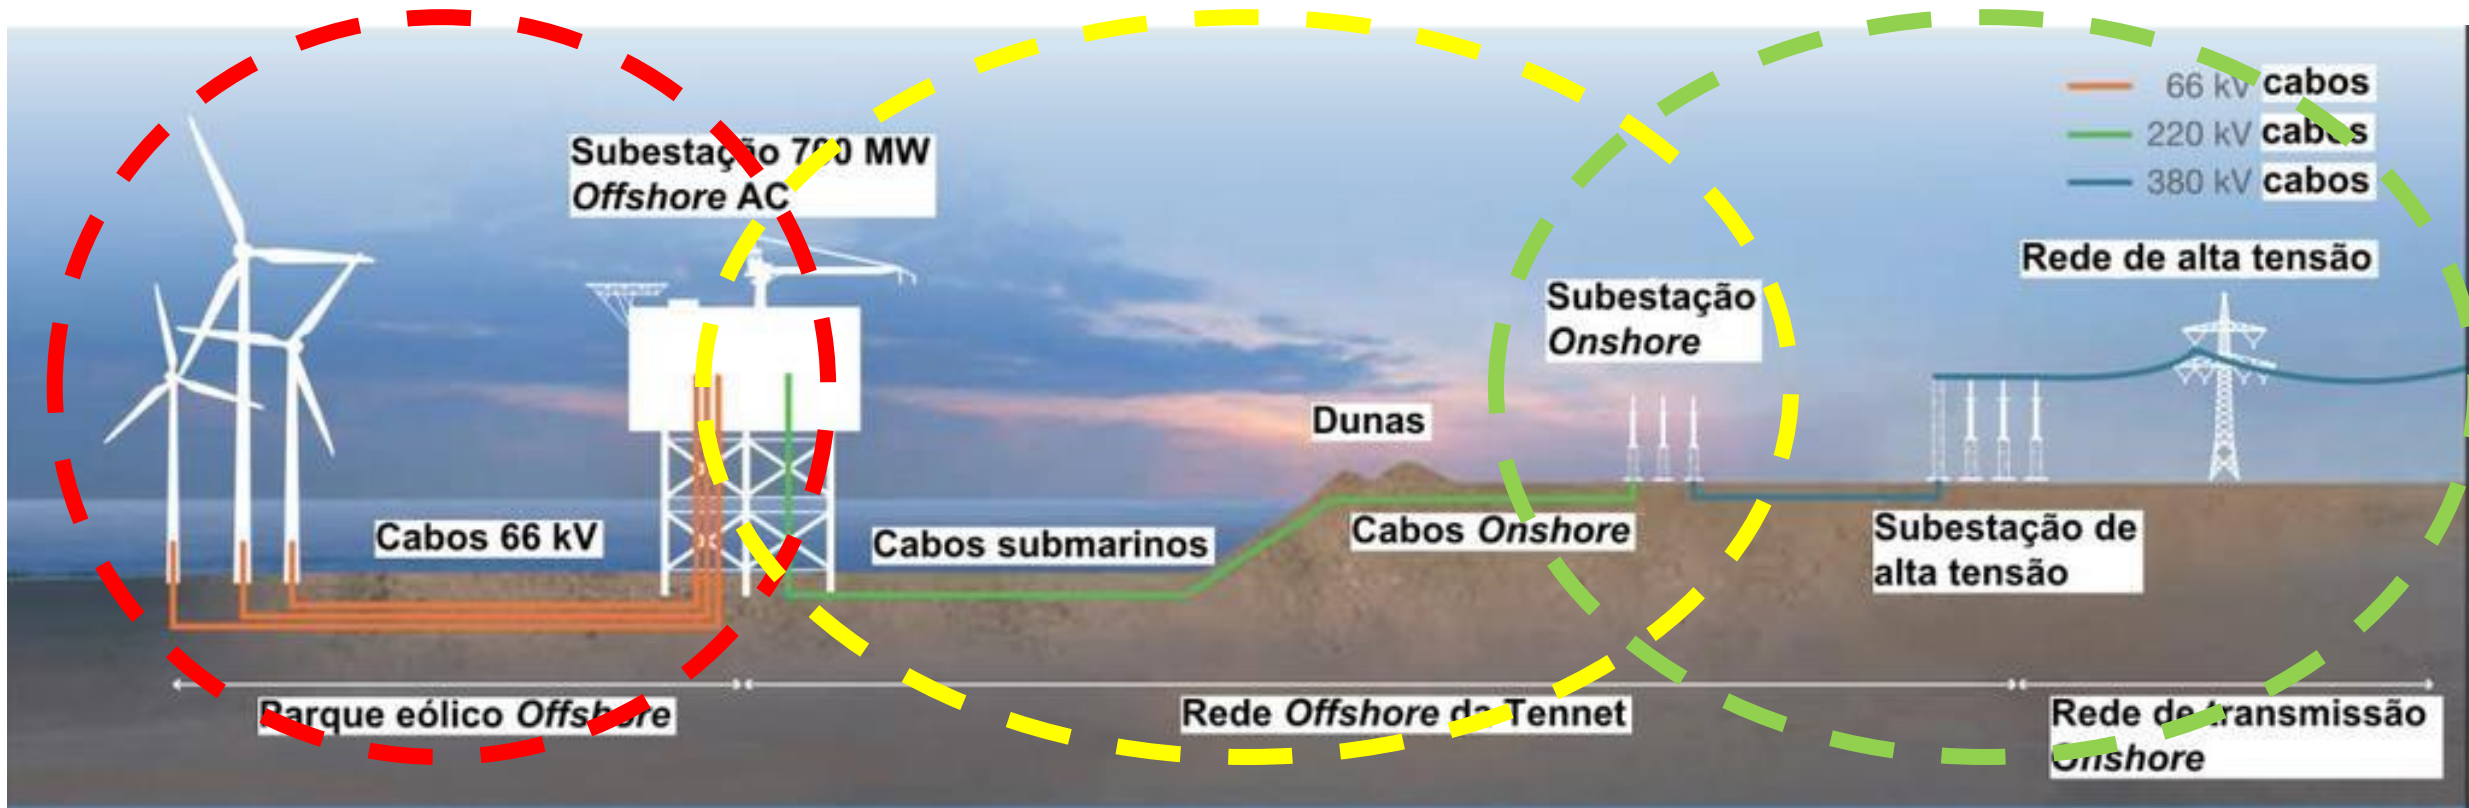 Subestação 700 MW
Offshore AC
66 kV cabos
220 kV cabos
380 kV cabos
Rede de alta tensão
Subestação
Onshore
Dunas
Cabos 66 kV
Cabos submarinos
Cabos Onshore
Subestação de
alta tensão
Parque eólico Offshore
Rede Offshore da Tennet
Rede de transmissão
Onshore